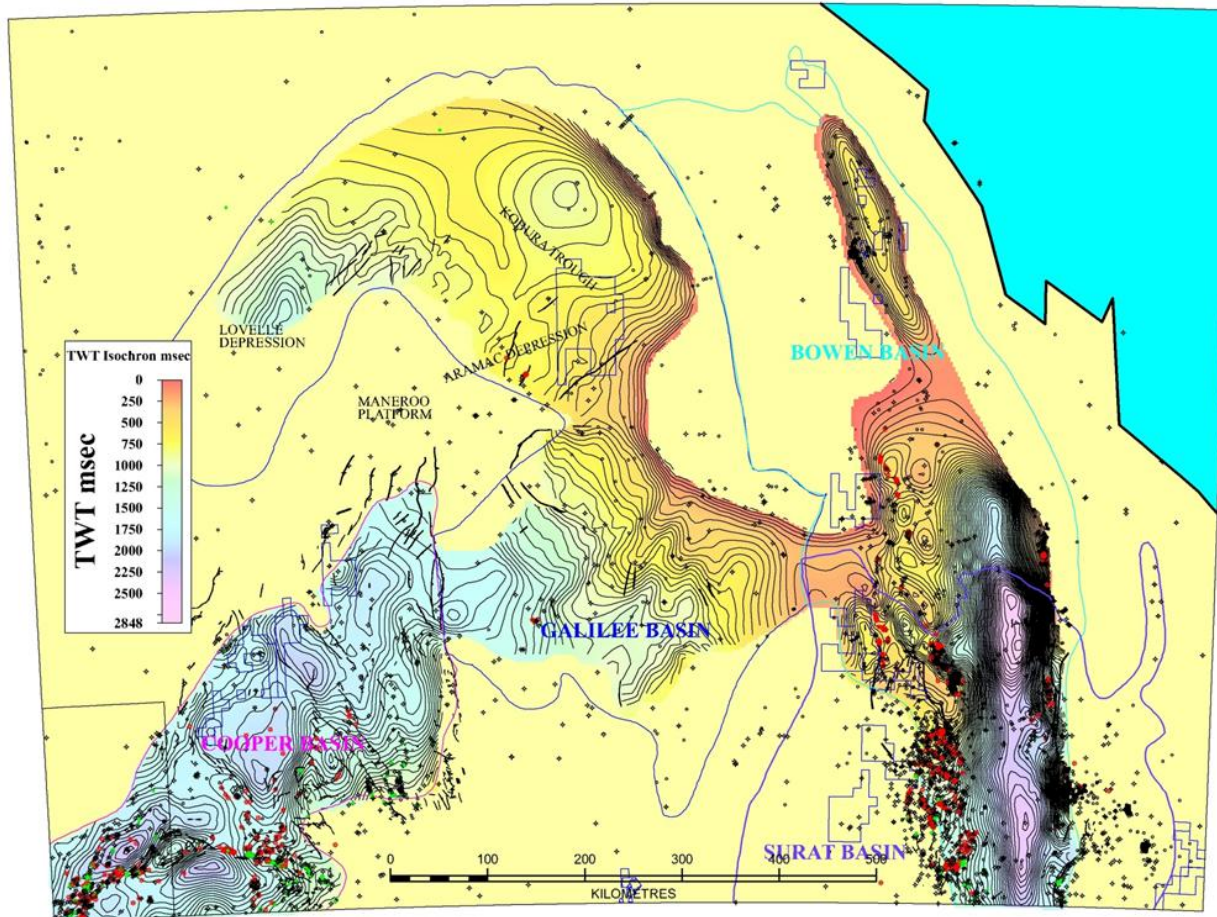 KOBURRA TROUGH
LOVELLE
DEPRESSION
ARAMAC DEPRESSION
BOWEN BASIN
TWT Isochron msec
TWT msec
0
250
500
750
1000
1250
1500
1750
2000
2250
2500
2848
MANEROO
PLATFORM
GALILEE BASIN
COOPER BASIN
SURAT BASIN
0 100 200 300 400 500
KILOMETRES